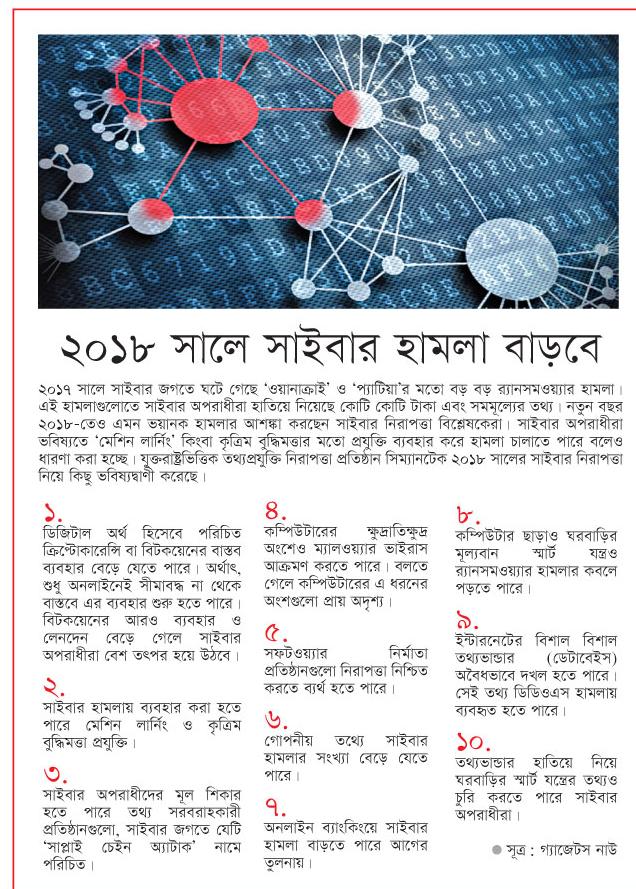 ২০১৮ সালে সাইবার হামলা বাড়বে
২০১৭ সালে সাইবার জগতে ঘটে গেছে ‘ওয়ানাক্রাই’ ও ‘প্যাটিয়া’র মতো বড় বড় র‍্যানসমওয়্যার হামলা।
এই হামলাগুলোতে সাইবার অপরাধীরা হাতিয়ে নিয়েছে কোটি কোটি টাকা এবং সমমূল্যের তথ্য। নতুন বছর
২০১৮-তেও এমন ভয়ানক হামলার আশঙ্কা করছেন সাইবার নিরাপত্তা বিশ্লেষকেরা। সাইবার অপরাধীরা
ভবিষ্যতে ‘মেশিন লার্নিং’ কিংবা কৃত্রিম বুদ্ধিমত্তার মতো প্রযুক্তি ব্যবহার করে হামলা চালাতে পারে বলেও
ধারণা করা হচ্ছে। যুক্তরাষ্ট্রভিত্তিক তথ্যপ্রযুক্তি নিরাপত্তা প্রতিষ্ঠান সিম্যানটেক ২০১৮ সালের সাইবার নিরাপত্তা
নিয়ে কিছু ভবিষ্যদ্বাণী করেছে।
১.
ডিজিটাল অর্থ হিসেবে পরিচিত
ক্রিপ্টোকারেন্সি বা বিটকয়েনের বাস্তব
ব্যবহার বেড়ে যেতে পারে। অর্থাৎ,
শুধু অনলাইনেই সীমাবদ্ধ না থেকে
বাস্তবে এর ব্যবহার শুরু হতে পারে।
বিটকয়েনের আরও ব্যবহার ও
লেনদেন বেড়ে গেলে সাইবার
অপরাধীরা বেশ তৎপর হয়ে উঠবে।
২.
সাইবার হামলায় ব্যবহার করা হতে
পারে মেশিন লার্নিং ও কৃত্রিম
বুদ্ধিমত্তা প্রযুক্তি।
৩.
সাইবার অপরাধীদের মূল শিকার
হতে পারে তথ্য সরবরাহকারী
প্রতিষ্ঠানগুলো, সাইবার জগতে যেটি
‘সাপ্লাই চেইন অ্যাটাক’ নামে
পরিচিত।
৪.
কম্পিউটারের ক্ষুদ্রাতিক্ষুদ্র
অংশেও ম্যালওয়্যার ভাইরাস
আক্রমণ করতে পারে। বলতে
গেলে কম্পিউটারের এ ধরনের
অংশগুলো প্রায় অদৃশ্য।
৫.
সফটওয়্যার নির্মাতা
প্রতিষ্ঠানগুলো নিরাপত্তা নিশ্চিত
করতে ব্যর্থ হতে পারে।
৬.
গোপনীয় তথ্যে সাইবার
হামলার সংখ্যা বেড়ে যেতে
পারে।
৭.
অনলাইন ব্যাংকিংয়ে সাইবার
হামলা বাড়তে পারে আগের
তুলনায়।
৮.
কম্পিউটার ছাড়াও ঘরবাড়ির
মূল্যবান স্মার্ট যন্ত্রও
র‍্যানসমওয়্যার হামলার কবলে
পড়তে পারে।
৯.
ইন্টারনেটের বিশাল বিশাল
তথ্যভান্ডার (ডেটাবেইস)
অবৈধভাবে দখল হতে পারে।
সেই তথ্য ডিডিওএস হামলায়
ব্যবহৃত হতে পারে।
১০.
তথ্যভান্ডার হাতিয়ে নিয়ে
ঘরবাড়ির স্মার্ট যন্ত্রের তথ্যও
চুরি করতে পারে সাইবার
অপরাধীরা।
সূত্র : গ্যাজেটস নাউ